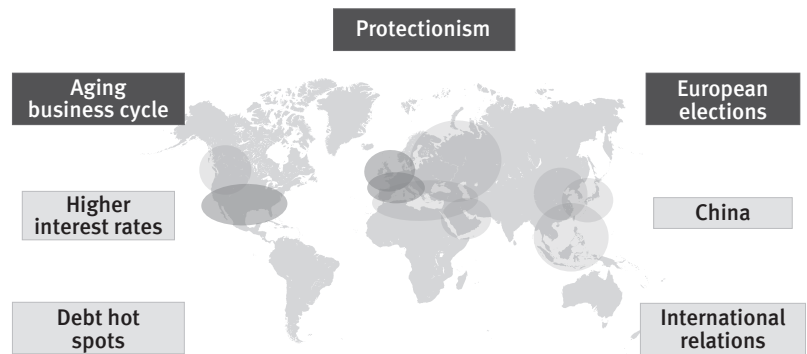 Protectionism
Aging
business cycle
European
elections
Higher
interest rates
China
Debt hot
spots
International
relations